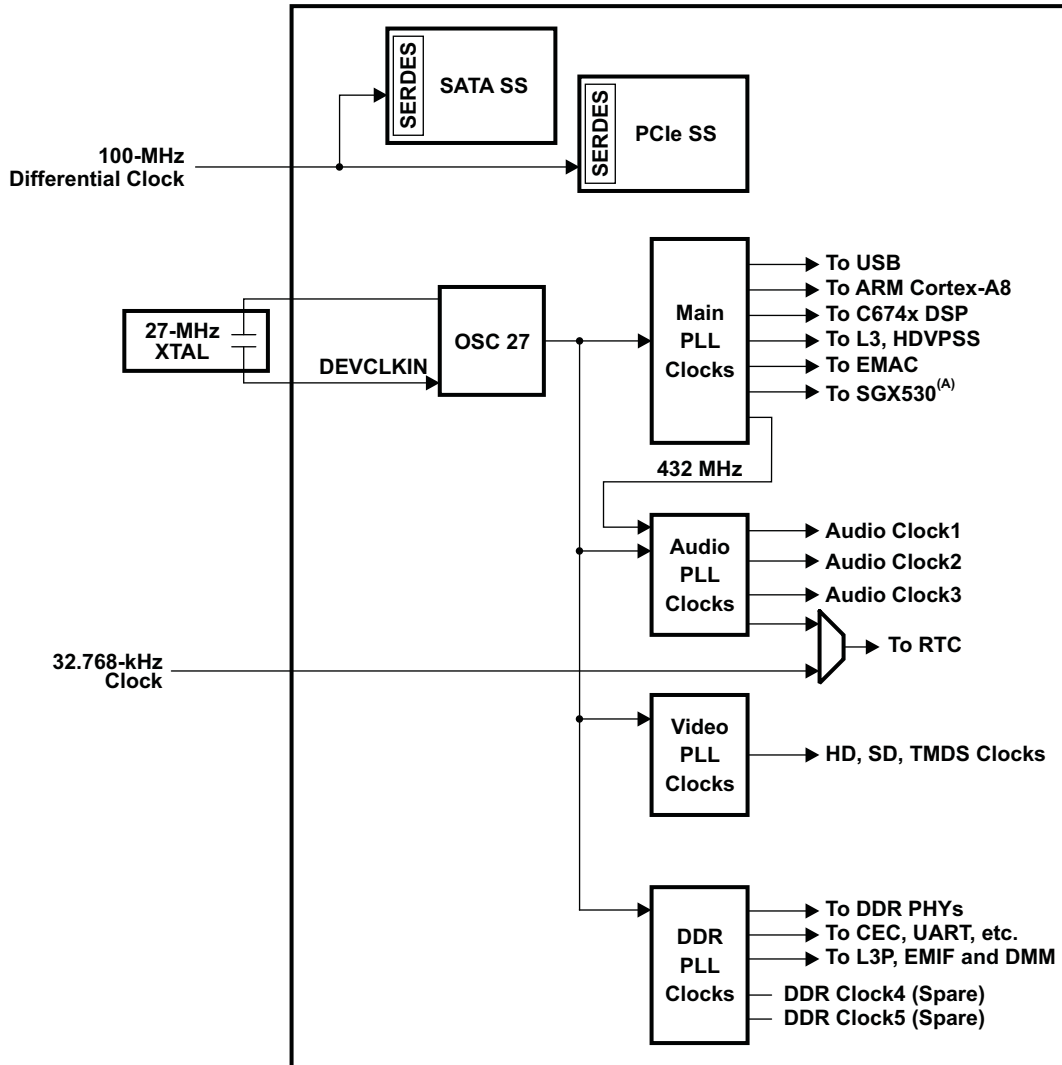 SERDES
SATA SS
SERDES
PCIe SS
100-MHz
Differential Clock
27-MHz
XTAL
DEVCLKIN
OSC 27
Main
PLL
Clocks
To USB
To ARM Cortex-A8
To C674x DSP
To L3, HDVPSS
To EMAC
To SGX530(A)
432 MHz
Audio
PLL
Clocks
Audio Clock1
Audio Clock2
Audio Clock3
To RTC
32.768-kHz
Clock
Video
PLL
Clocks
HD, SD, TMDS Clocks
DDR
PLL
Clocks
To DDR PHYs
To CEC, UART, etc.
To L3P, EMIF and DMM
DDR Clock4 (Spare)
DDR Clock5 (Spare)